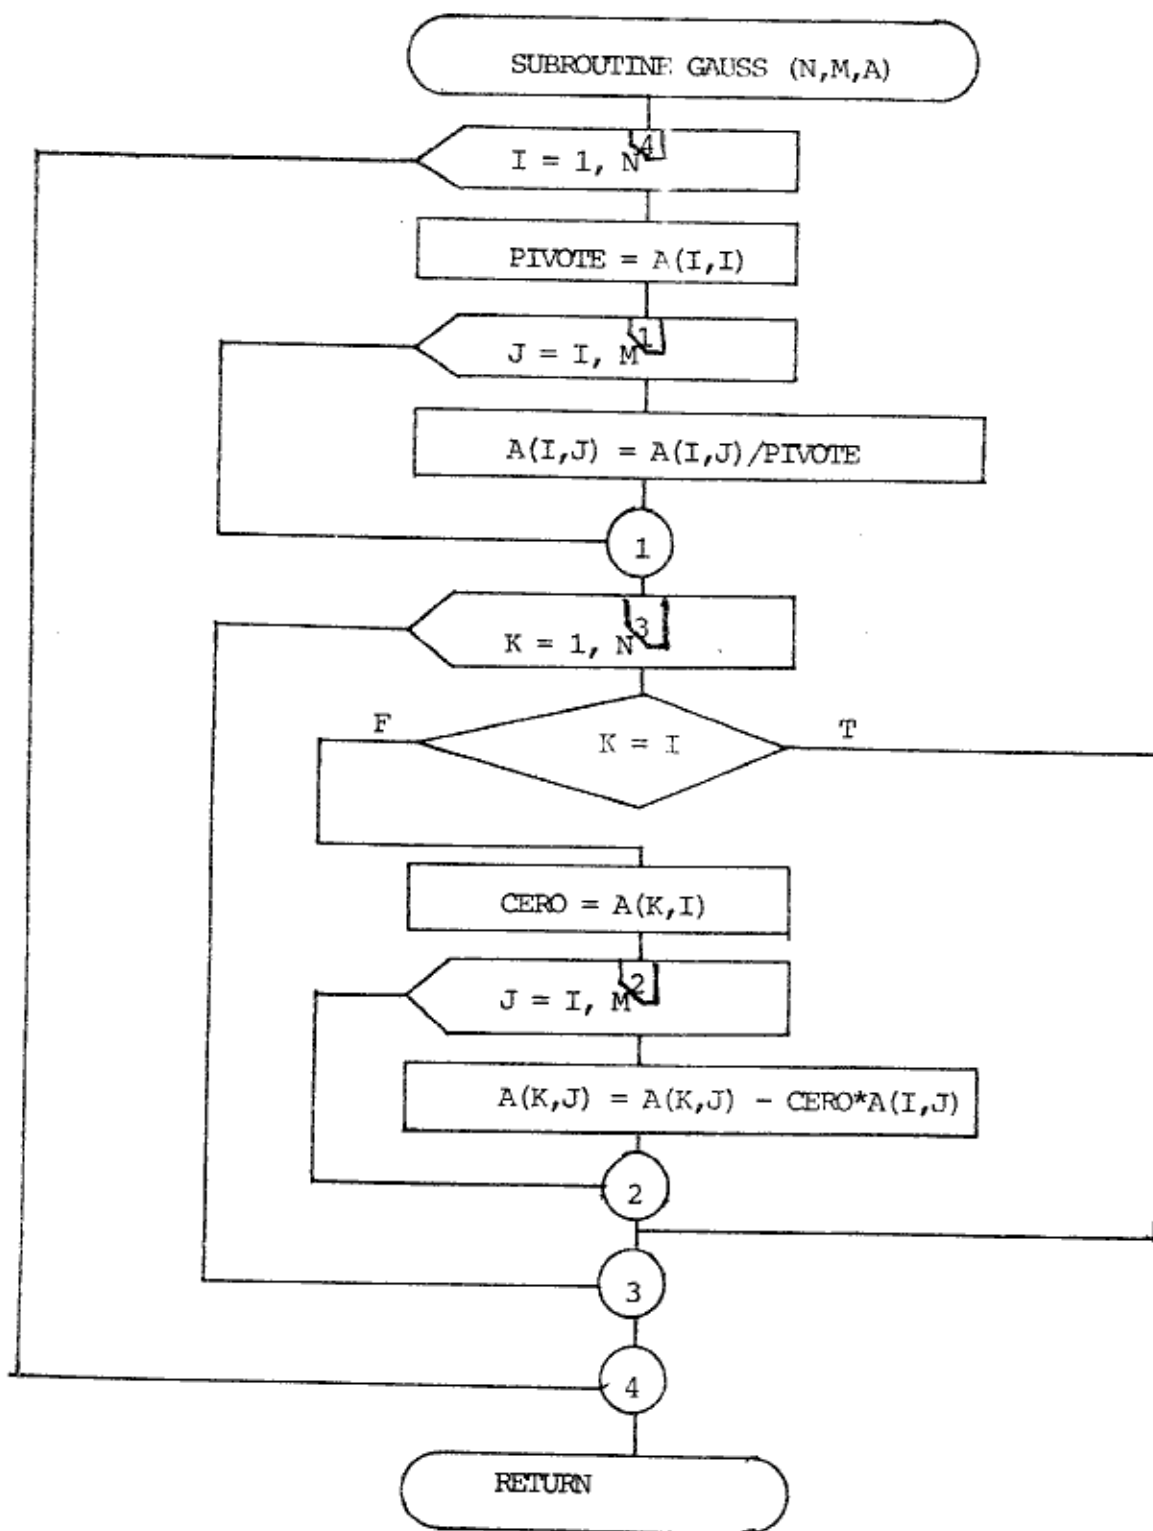 SUBROUTINE GAUSS (N,M,A)
4
I = 1, N
PIVOTE = A(I,I)
1
J = I, M
A(I,J) = A(I,J)/PIVOTE
1
3
K = 1, N
F
K = I
T
CERO = A(K,I)
2
J = I, M
A(K,J) = A(K,J) - CERO*A(I,J)
2
3
4
RETURN